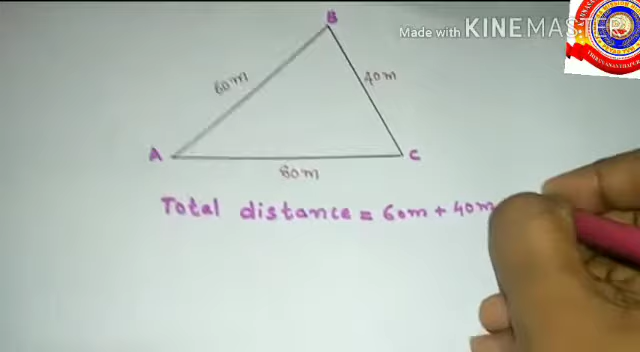 Made with KINEMASTER
B
60m
40m
A
C
80m
Total distance = 60m + 40m